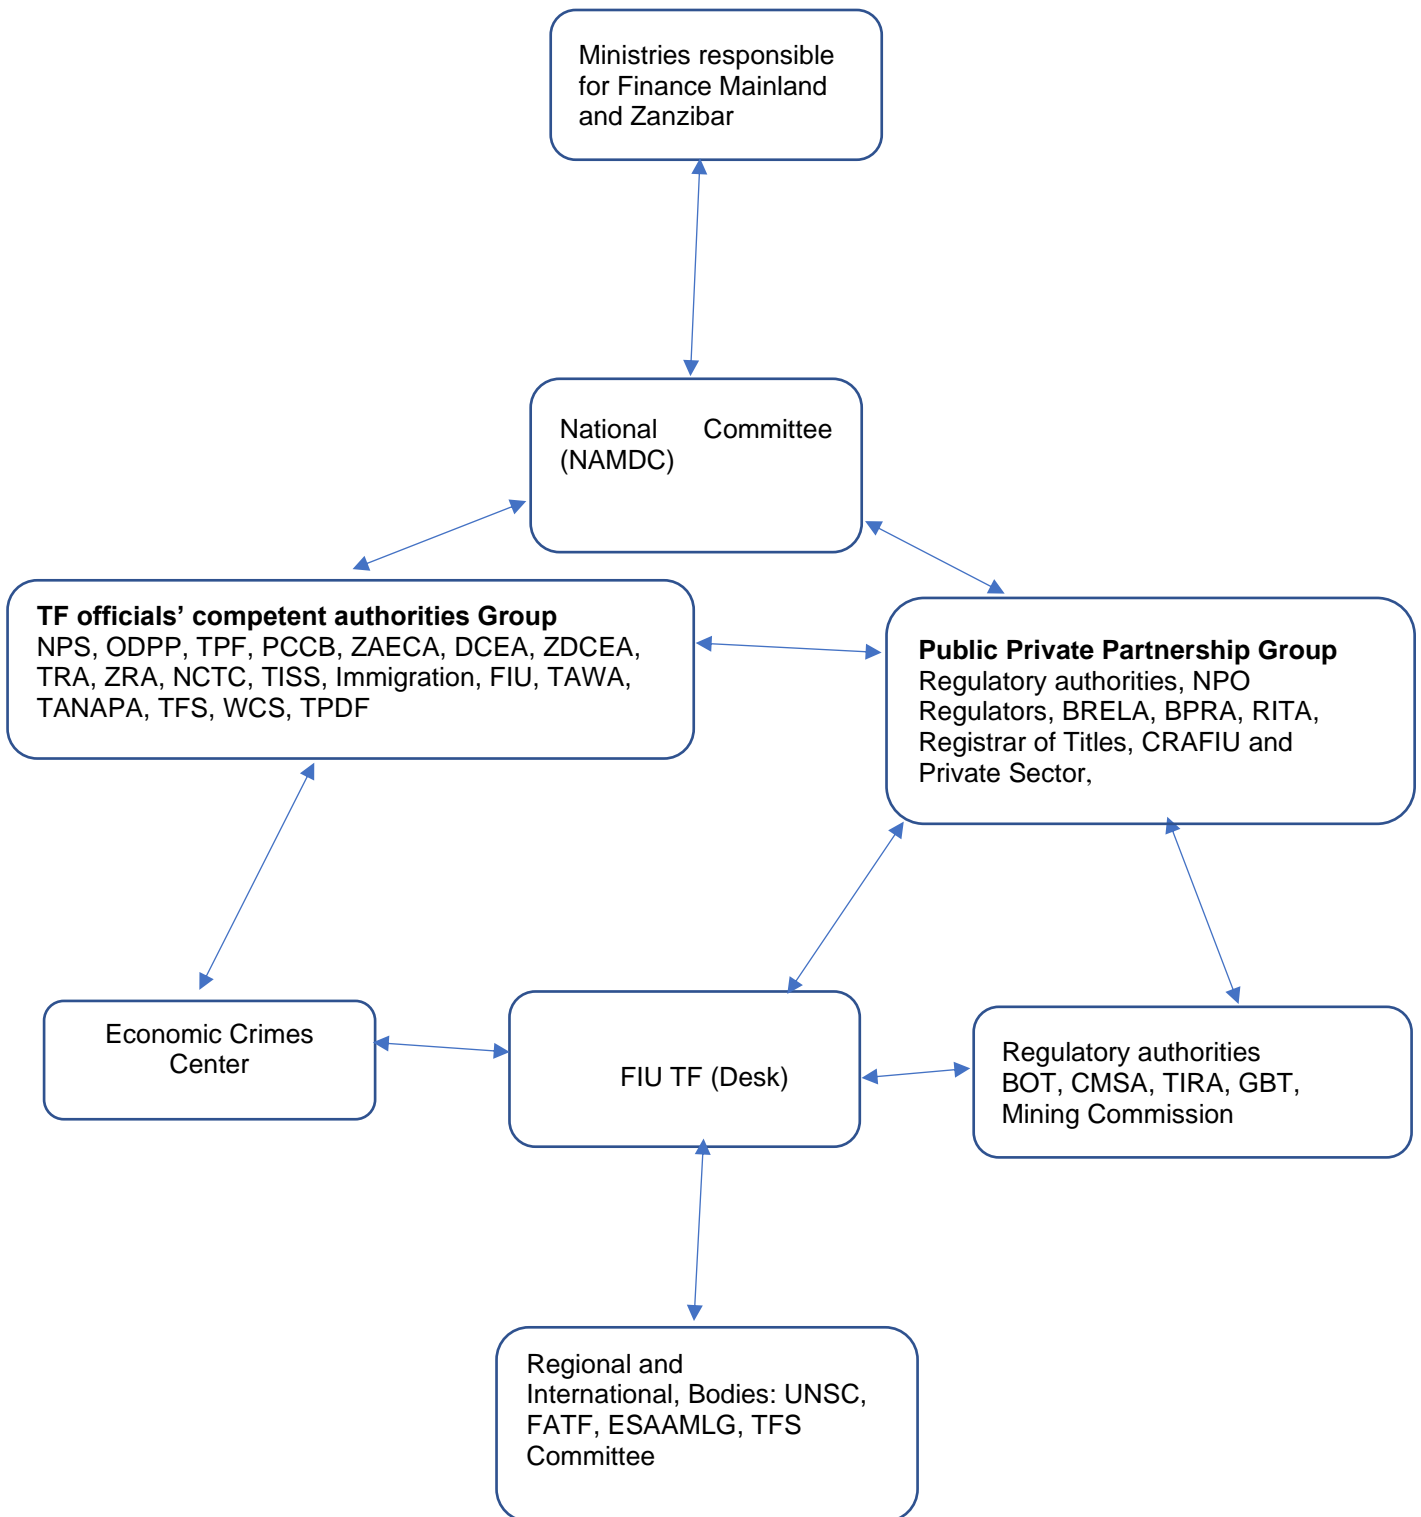 Ministries responsible
for Finance Mainland
and Zanzibar
National Committee
(NAMDC)
TF officials’ competent authorities Group
NPS, ODPP, TPF, PCCB, ZAECA, DCEA, ZDCEA,
TRA, ZRA, NCTC, TISS, Immigration, FIU, TAWA,
TANAPA, TFS, WCS, TPDF
Public Private Partnership Group
Regulatory authorities, NPO
Regulators, BRELA, BPRA, RITA,
Registrar of Titles, CRAFIU and
Private Sector,
Economic Crimes
Center
FIU TF (Desk)
Regulatory authorities
BOT, CMSA, TIRA, GBT,
Mining Commission
Regional and
International, Bodies: UNSC,
FATF, ESAAMLG, TFS
Committee